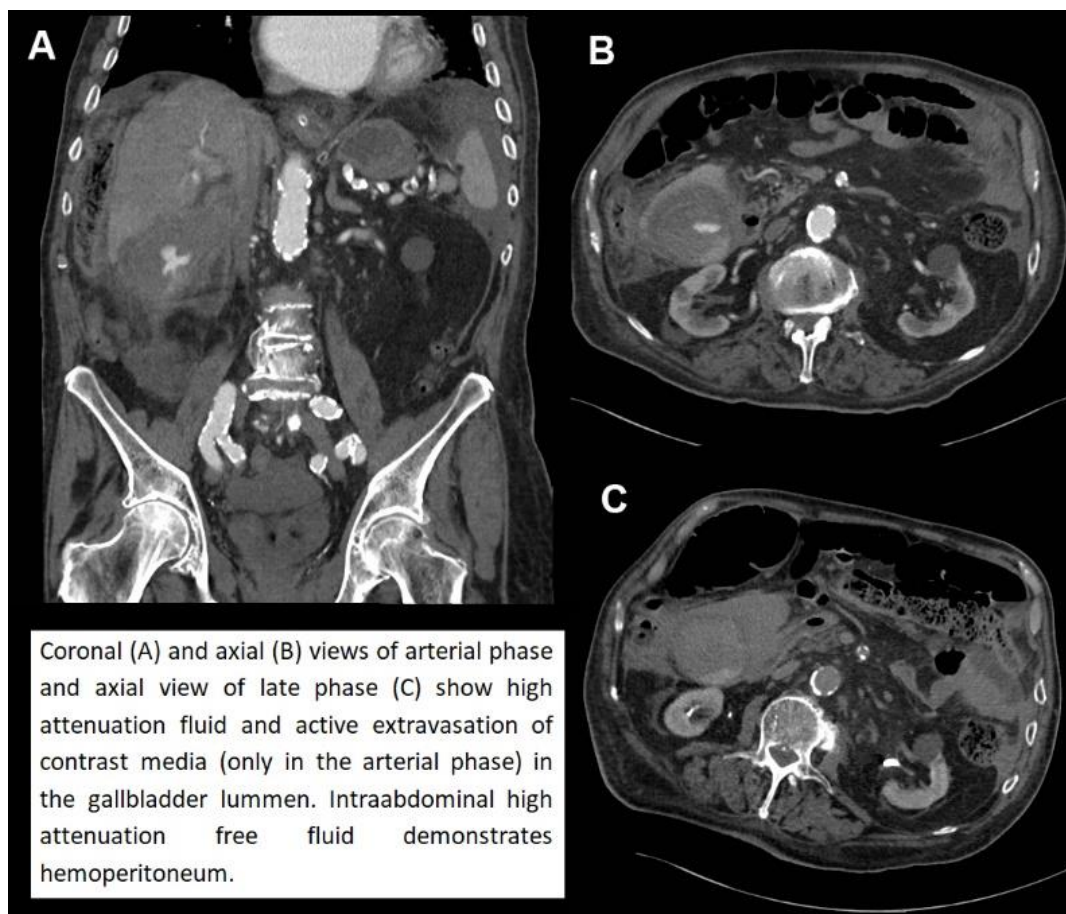 A
B
C
Coronal (A) and axial (B) views of arterial phase
and axial view of late phase (C) show high
attenuation fluid and active extravasation of
contrast media (only in the arterial phase) in
the gallbladder lummen. Intraabdominal high
attenuation free fluid demonstrates
hemoperitoneum.